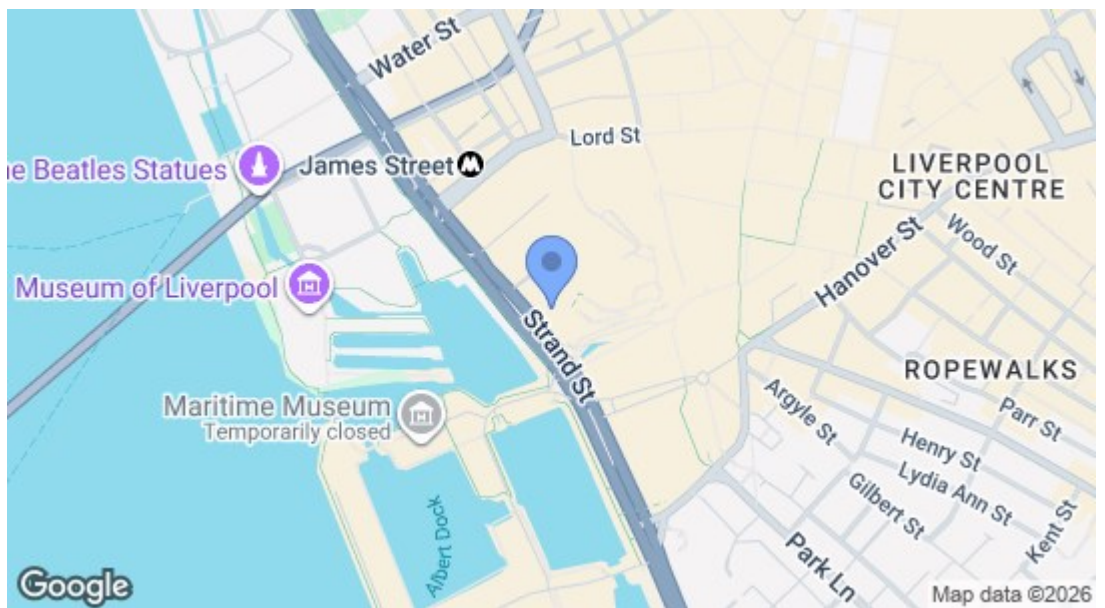 Water St
Lord St
James Street
ne Beatles Statues
LIVERPOOL
CITY CENTRE
Wood St
Hanover St
Museum of Liverpool
Strand St
ROPEWALKS
Maritime Museum
Temporarily closed
Argyle St
Parr St
Henry St
Lydia Ann St
Gilbert St
Kent St
Albert Dock
Park Ln
Google
Map data ©2026